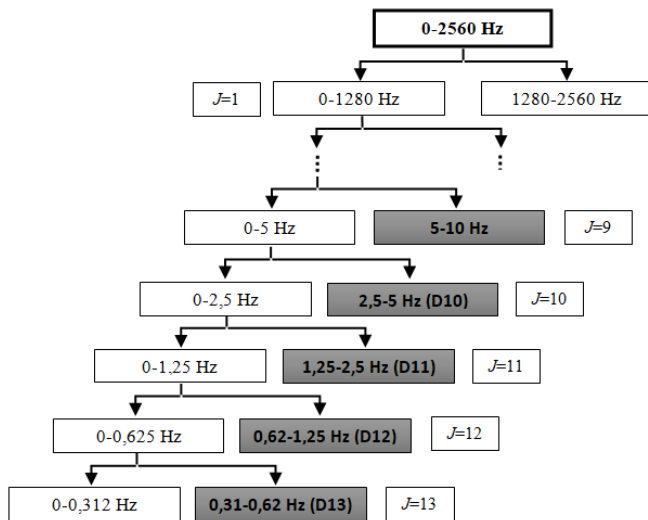 0-2560 Hz
J=1
0-1280 Hz
1280-2560 Hz
0-5 Hz
5-10 Hz
J=9
0-2,5 Hz
2,5-5 Hz (D10)
J=10
0-1,25 Hz
1,25-2,5 Hz (D11)
J=11
0-0,625 Hz
0,62-1,25 Hz (D12)
J=12
0-0,312 Hz
0,31-0,62 Hz (D13)
J=13